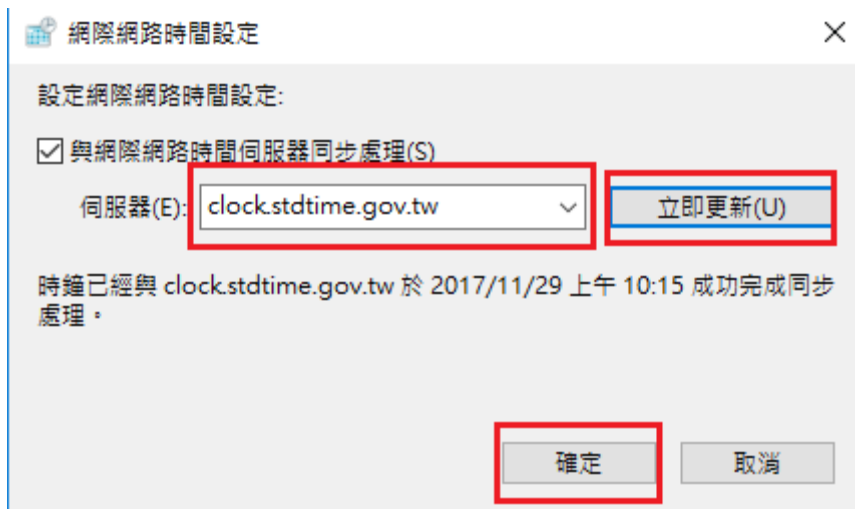 網際網路時間設定
設定網際網路時間設定:
與網際網路時間伺服器同步處理(S)
伺服器(E): clock.stdtime.gov.tw 立即更新(U)
時鐘已經與 clock.stdtime.gov.tw 於 2017/11/29 上午 10:15 成功完成同步
處理。
確定 取消